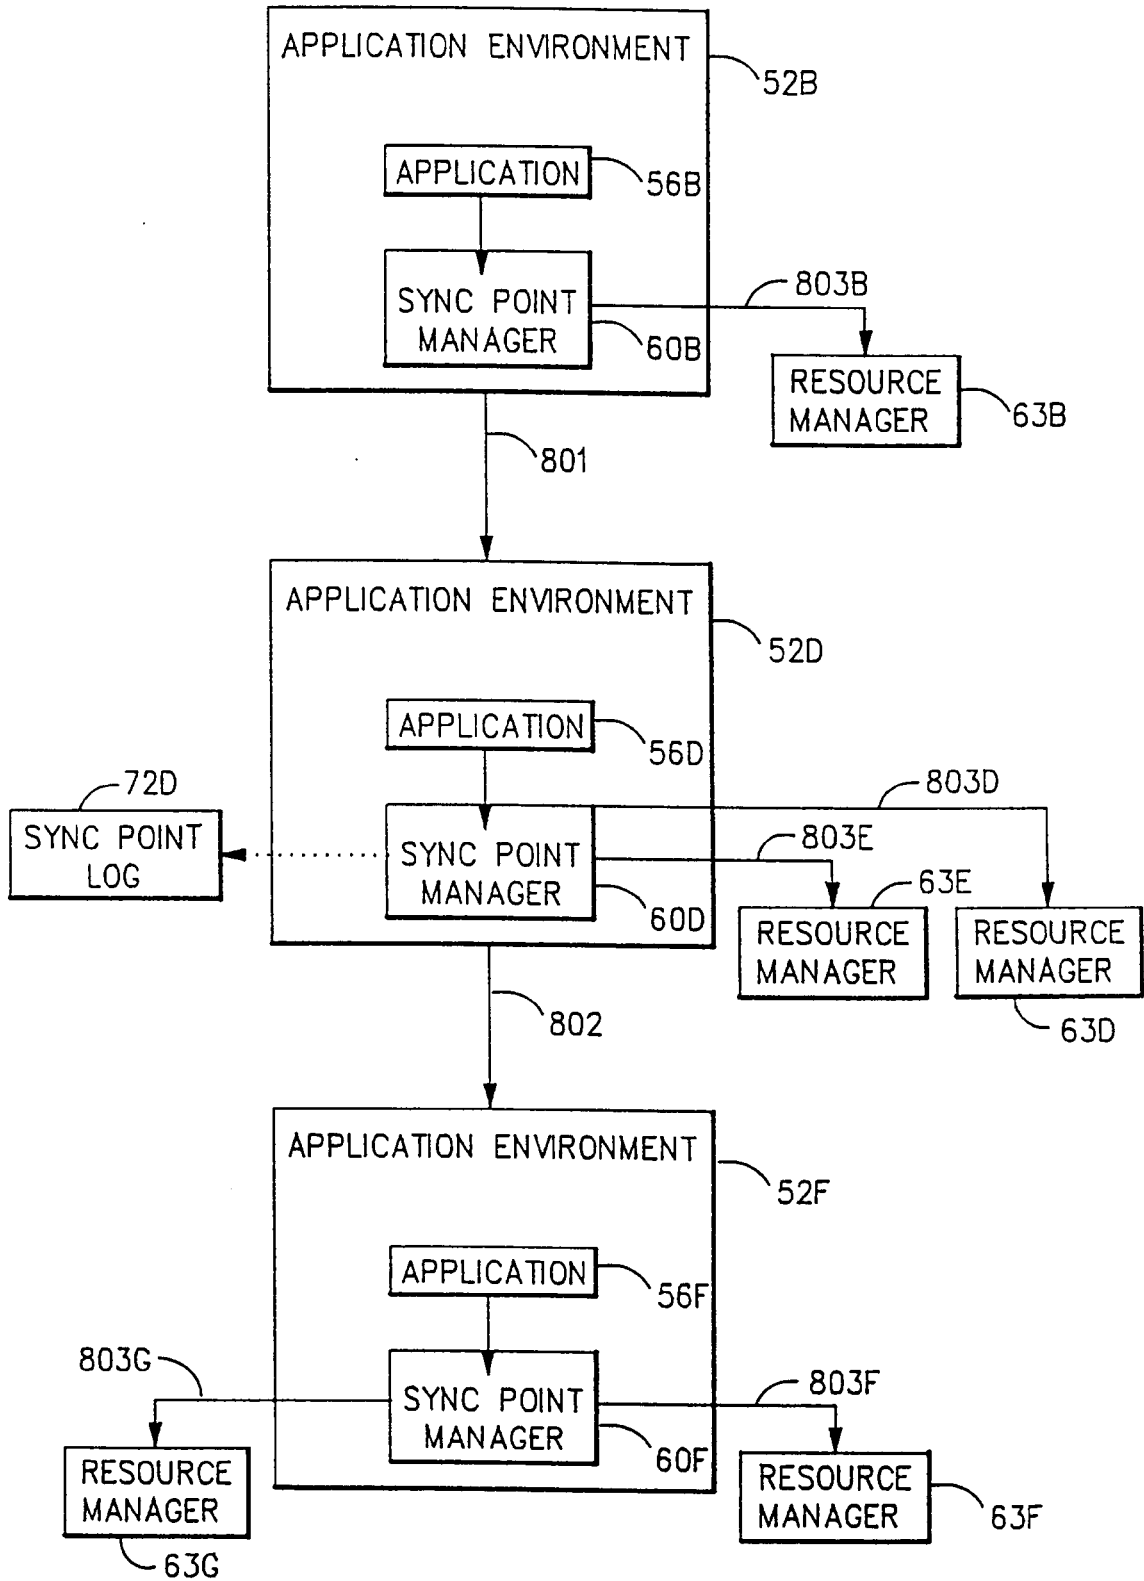 APPLICATION ENVIRONMENT
52B
APPLICATION
56B
SYNC POINT
MANAGER
60B
803B
RESOURCE
MANAGER
63B
801
APPLICATION ENVIRONMENT
52D
APPLICATION
56D
72D
SYNC POINT
LOG
SYNC POINT
MANAGER
60D
803D
803E
63E
RESOURCE
MANAGER
RESOURCE
MANAGER
63D
802
APPLICATION ENVIRONMENT
52F
APPLICATION
56F
803G
SYNC POINT
MANAGER
60F
803F
RESOURCE
MANAGER
63G
RESOURCE
MANAGER
63F